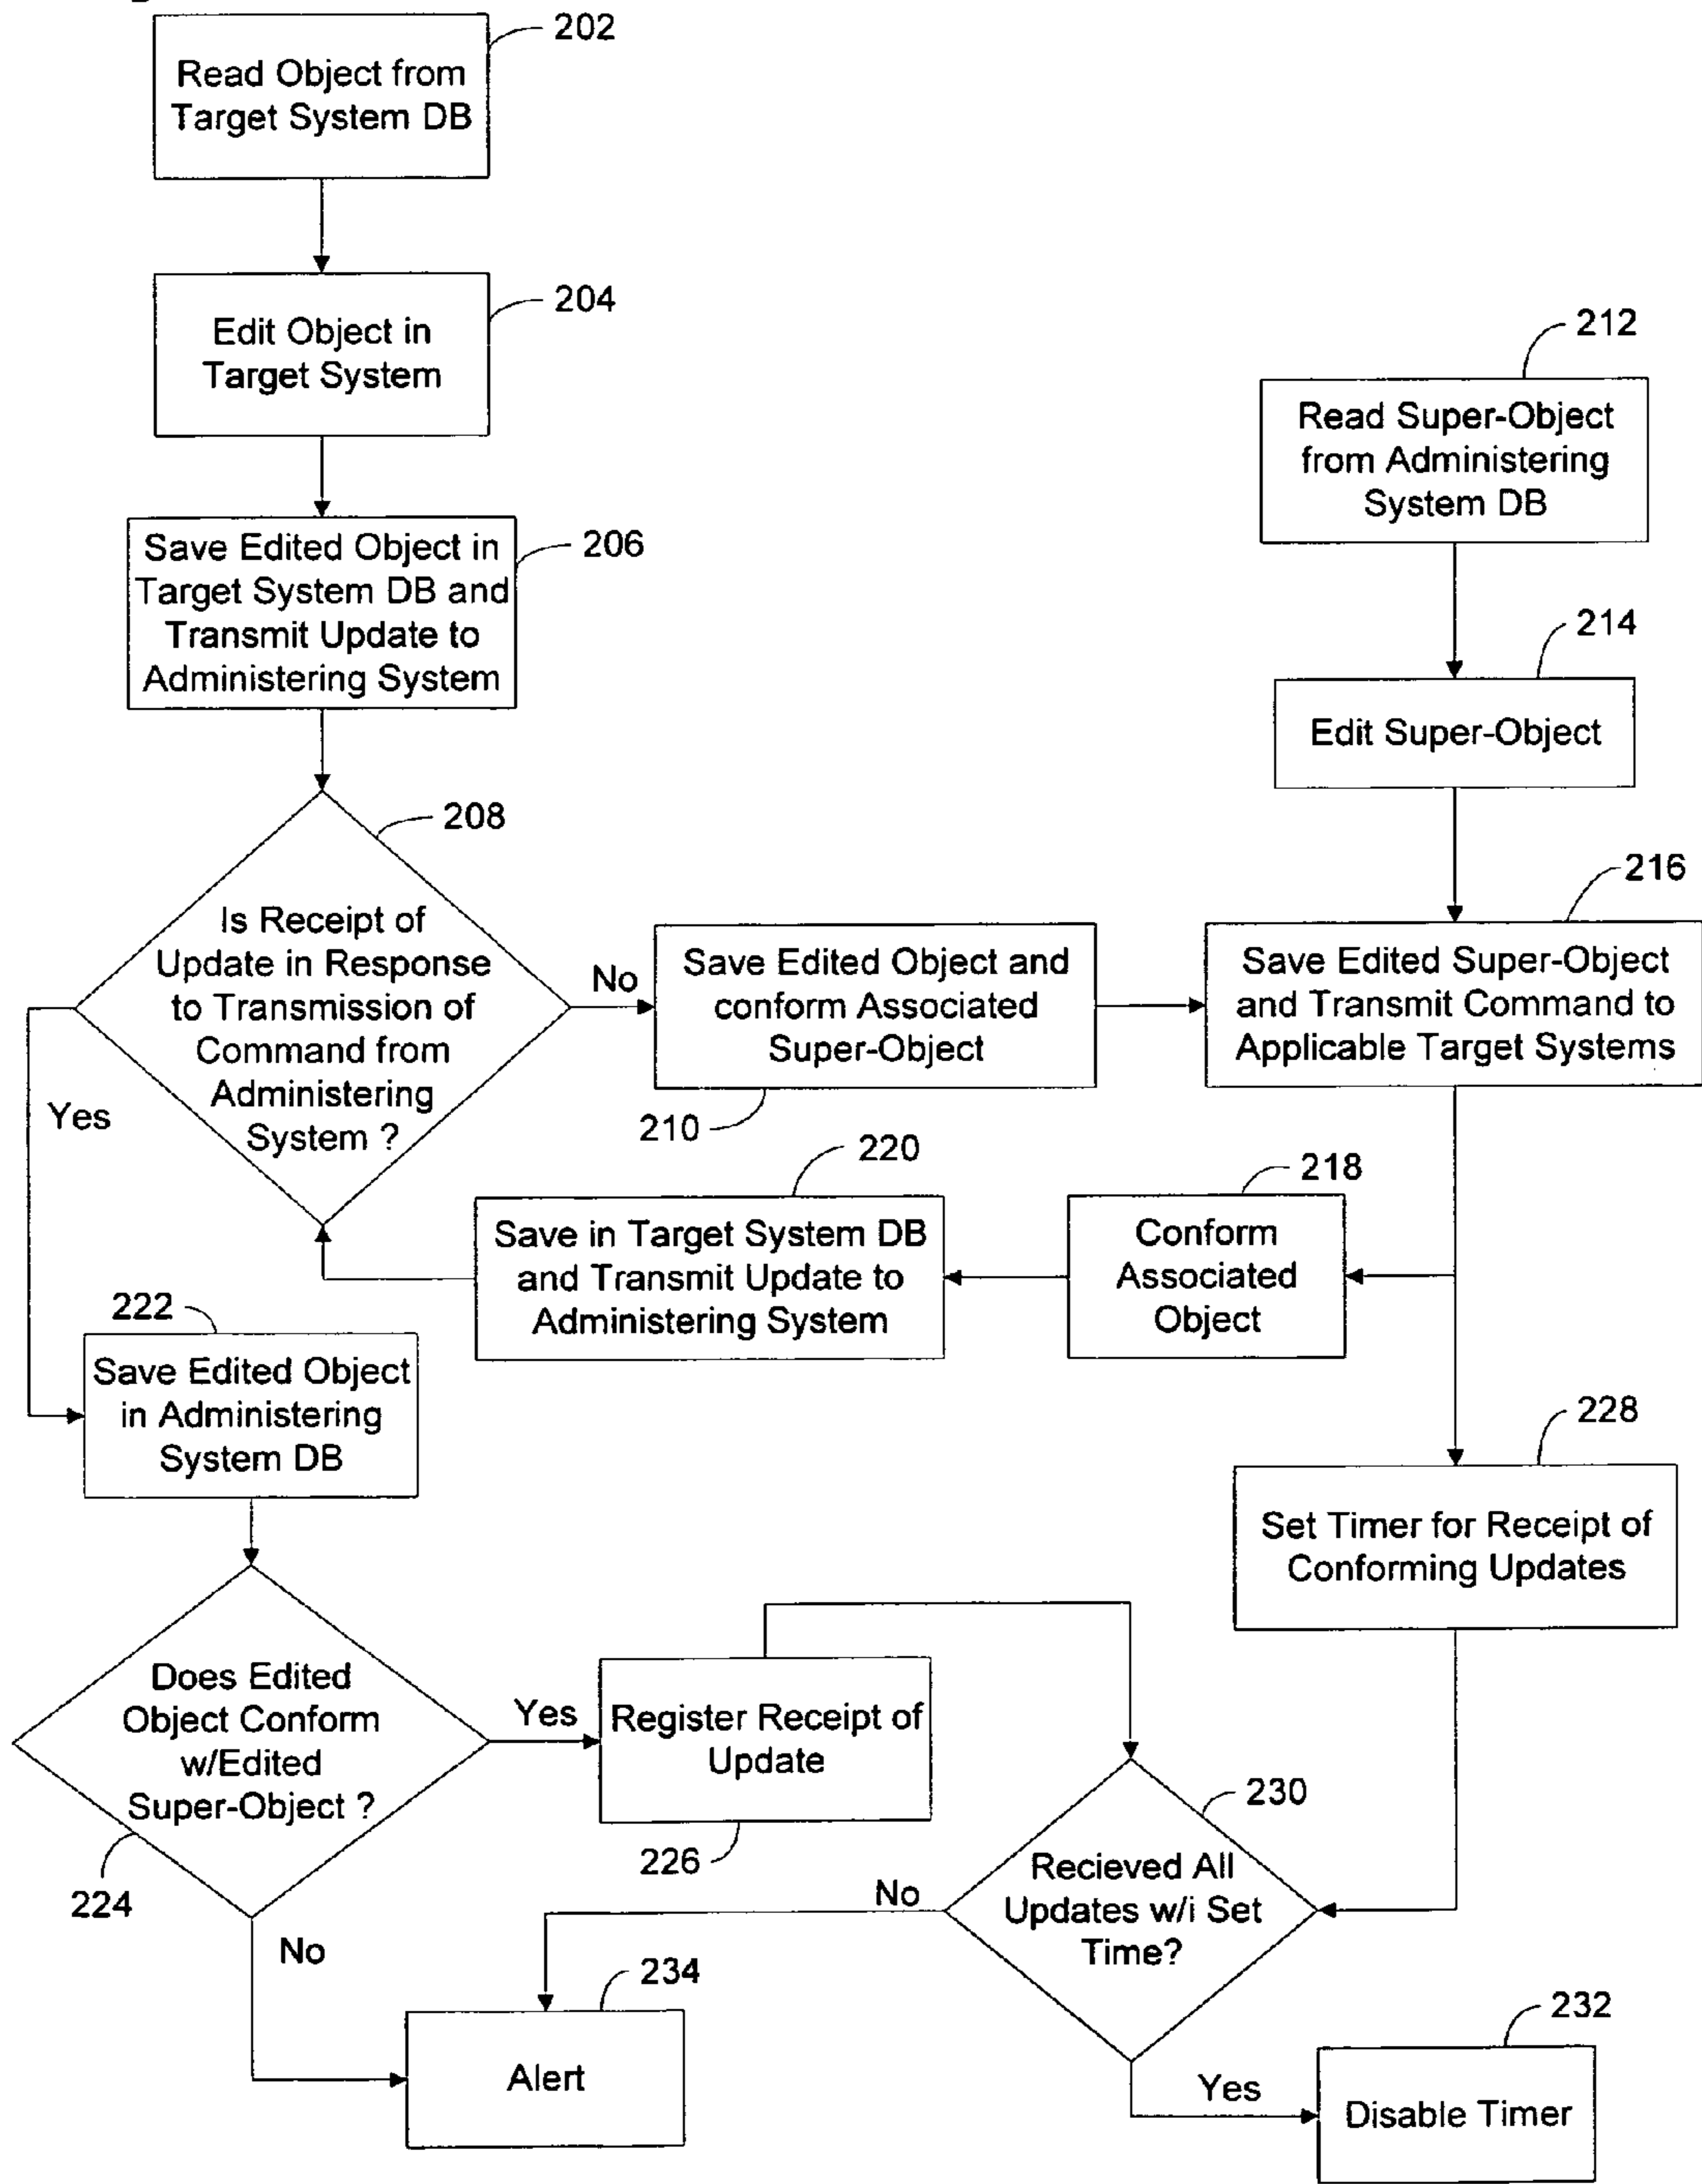 202
Read Object from
Target System DB
204
Edit Object in
Target System
212
Read Super-Object
from Administering
System DB
206
Save Edited Object in
Target System DB and
Transmit Update to
Administering System
214
Edit Super-Object
208
Is Receipt of
Update in Response
to Transmission of
Command from
Administering
System ?
No
Yes
Save Edited Object and
conform Associated
Super-Object
210
216
Save Edited Super-Object
and Transmit Command to
Applicable Target Systems
220
Save in Target System DB
and Transmit Update to
Administering System
218
Conform
Associated
Object
222
Save Edited Object
in Administering
System DB
228
Set Timer for Receipt of
Conforming Updates
Does Edited
Object Conform
w/Edited
Super-Object ?
224
Yes
No
Register Receipt of
Update
226
230
Recieved All
Updates w/i Set
Time?
No
Yes
234
Alert
232
Disable Timer